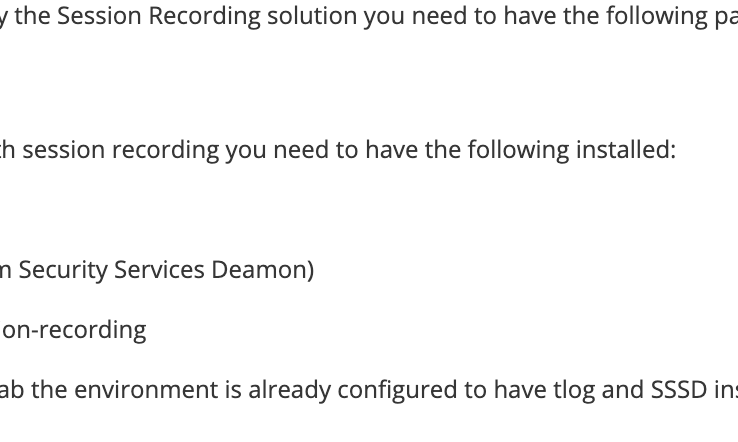 y the Session Recording solution you need to have the following pa
h session recording you need to have the following installed:
Security Services Deamon)
on-recording
ab the environment is already configured to have tlog and SSSD ins